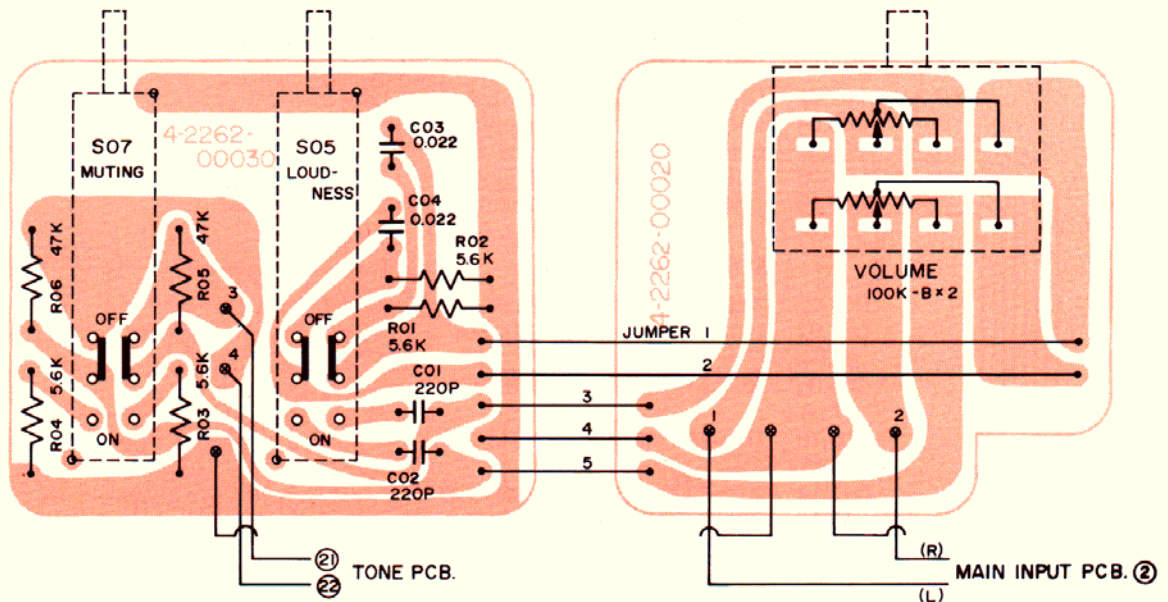 4-2262-
00030
S07
MUTING
S05
LOUD-
NESS
C03
0.022
C04
0.022
R02
5.6K
47K
R06
47K
R05
3
OFF
OFF
R01
5.6K
5.6K
R04
5.6K
R03
4
C01
220P
ON
ON
C02
220P
4-2262-00020
VOLUME
100K-B×2
JUMPER 1
2
3
4
5
1
2
(R)
(L)
21
22
TONE PCB.
MAIN INPUT PCB. 2